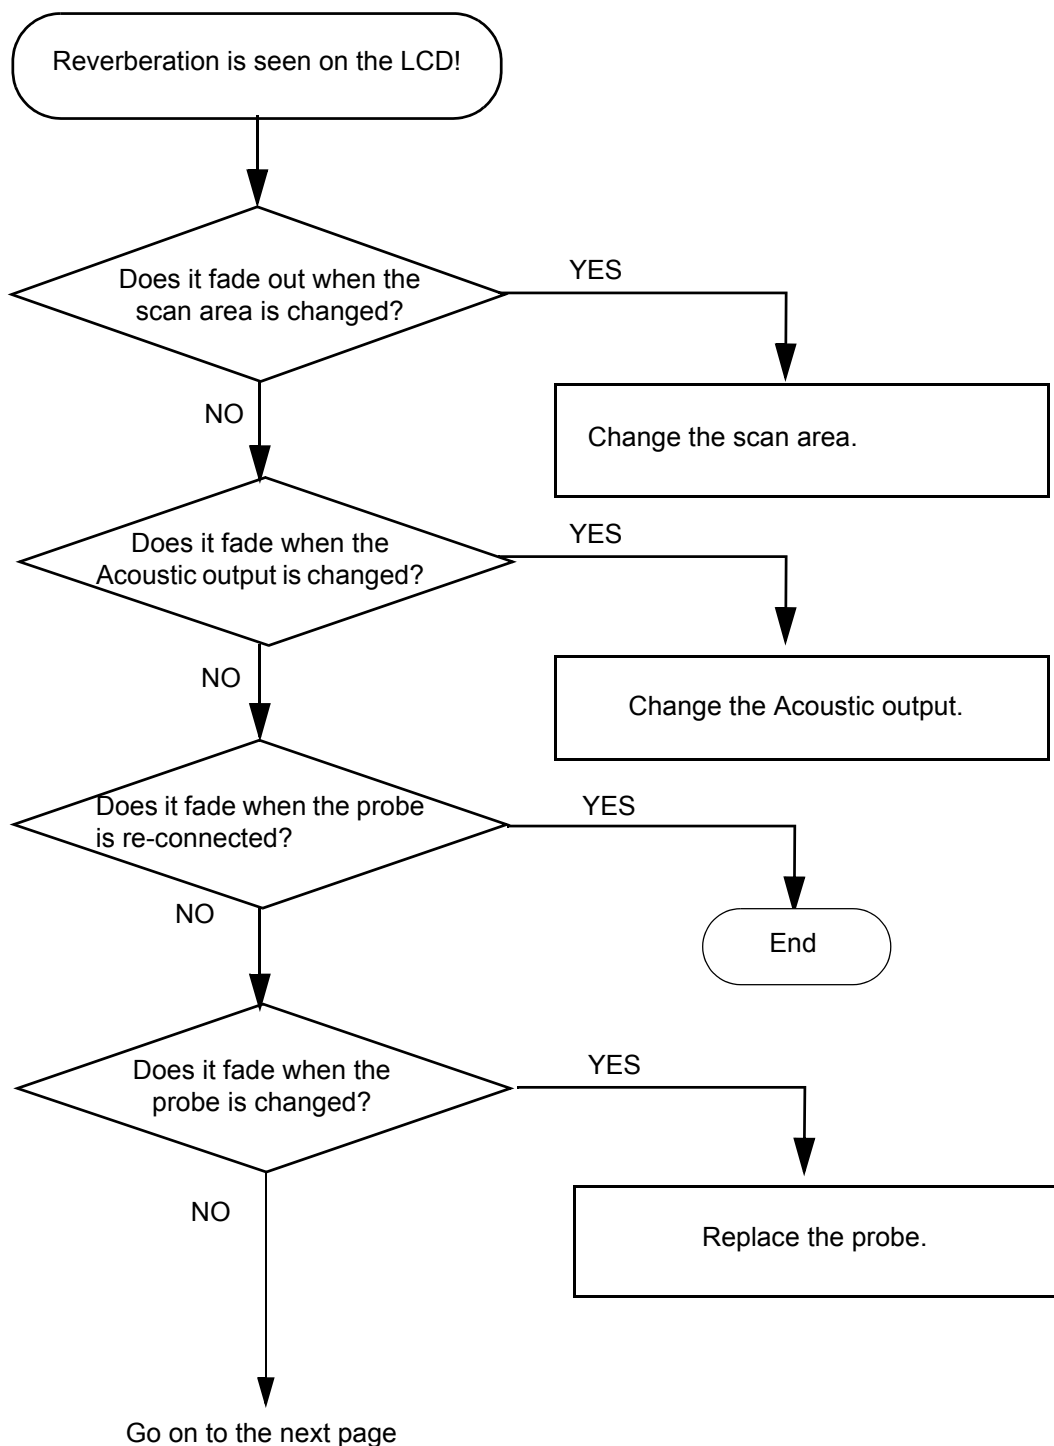 Reverberation is seen on the LCD!
Does it fade out when the
scan area is changed?
YES
NO
Change the scan area.
Does it fade when the
Acoustic output is changed?
YES
NO
Change the Acoustic output.
Does it fade when the probe
is re-connected?
YES
NO
End
Does it fade when the
probe is changed?
YES
NO
Replace the probe.
Go on to the next page